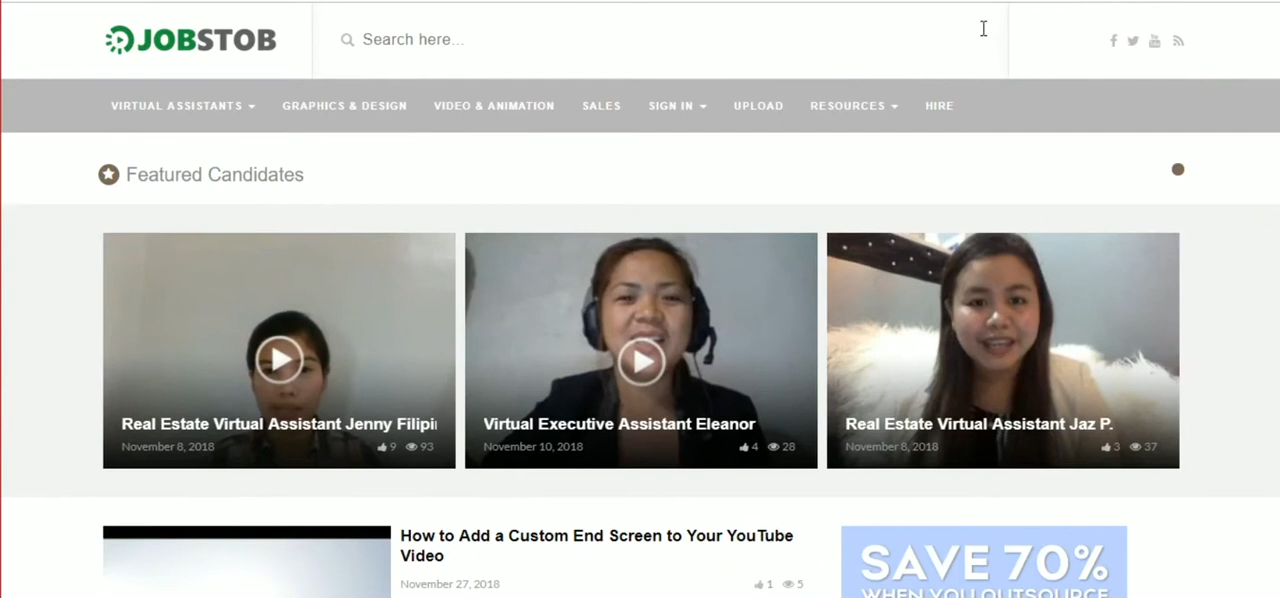 JOBSTOB
Search here...
VIRTUAL ASSISTANTS GRAPHICS & DESIGN VIDEO & ANIMATION SALES SIGN IN UPLOAD RESOURCES HIRE
Featured Candidates
Real Estate Virtual Assistant Jenny Filipi
November 8, 2018 9 93
Virtual Executive Assistant Eleanor
November 10, 2018 4 28
Real Estate Virtual Assistant Jaz P.
November 8, 2018 3 37
How to Add a Custom End Screen to Your YouTube
Video
November 27, 2018 1 5
SAVE 70%
WHEN YOU OUTSOURCE